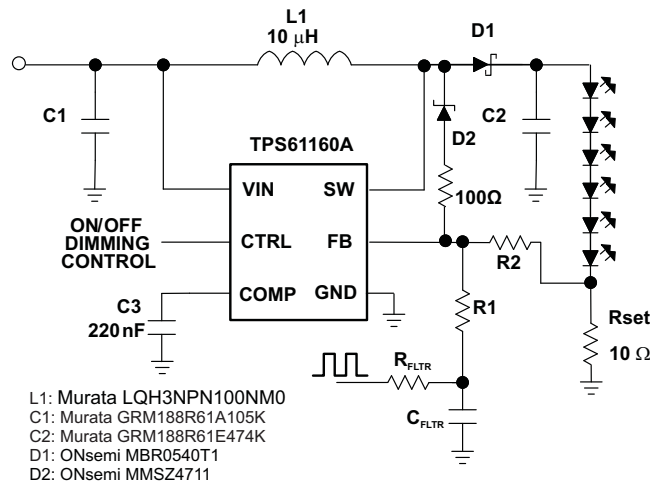 L1
10 μH
D1
C1
D2
C2
TPS61160A
VIN
SW
100Ω
ON/OFF
DIMMING
CONTROL
CTRL
FB
R2
C3
220 nF
COMP
GND
R1
Rset
10 Ω
RFLTR
CFLTR
L1: Murata LQH3NPN100NM0
C1: Murata GRM188R61A105K
C2: Murata GRM188R61E474K
D1: ONsemi MBR0540T1
D2: ONsemi MMSZ4711